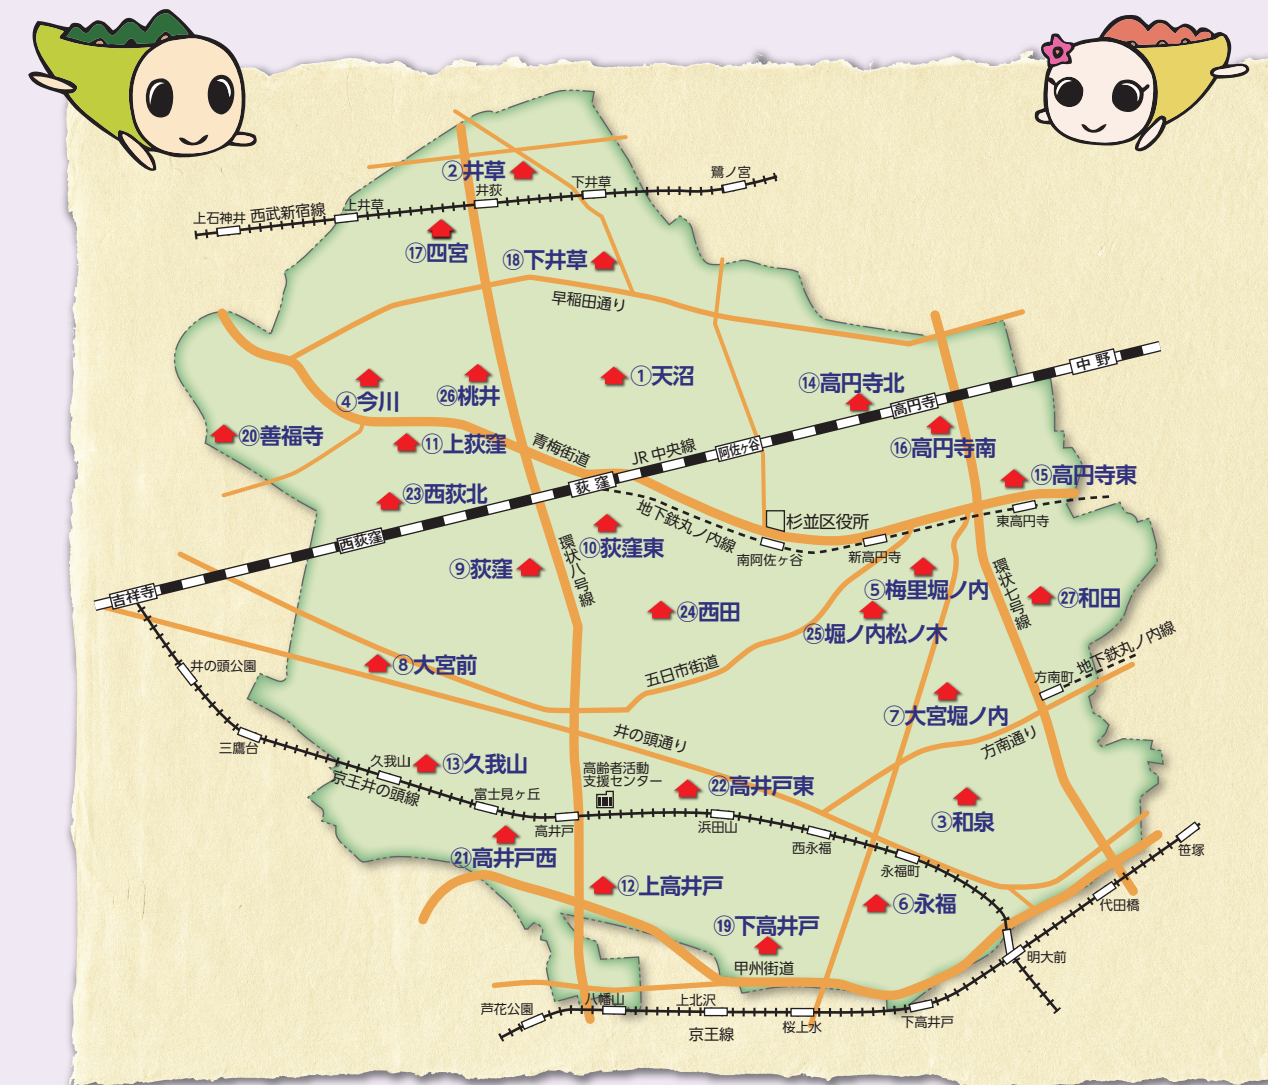 ②井草
鷺ノ宮
下井草
井荻
上井草
西武新宿線
上石神井
⑰四宮
⑱下井草
早稲田通り
中野
①天沼
⑭高円寺北
高円寺
④今川
㉖桃井
⑳善福寺
⑪上荻窪
青梅街道
JR 中央線
阿佐ヶ谷
⑯高円寺南
⑮高円寺東
㉓西荻北
荻窪
地下鉄丸ノ内線
杉並区役所
東高円寺
西荻窪
⑩荻窪東
南阿佐ヶ谷
新高円寺
⑨荻窪
環状八号線
⑤梅里堀ノ内
環状七号線
㉗和田
吉祥寺
㉔西田
㉕堀ノ内松ノ木
地下鉄丸ノ内線
井の頭公園
⑧大宮前
五日市街道
方南町
⑦大宮堀ノ内
三鷹台
井の頭通り
方南通り
久我山
⑬久我山
高齢者活動
支援センター
京王井の頭線
富士見ヶ丘
㉒高井戸東
③和泉
高井戸
浜田山
西永福
笹塚
㉑高井戸西
永福町
⑫上高井戸
⑥永福
代田橋
⑲下高井戸
甲州街道
明大前
芦花公園
八幡山
上北沢
京王線
桜上水
下高井戸